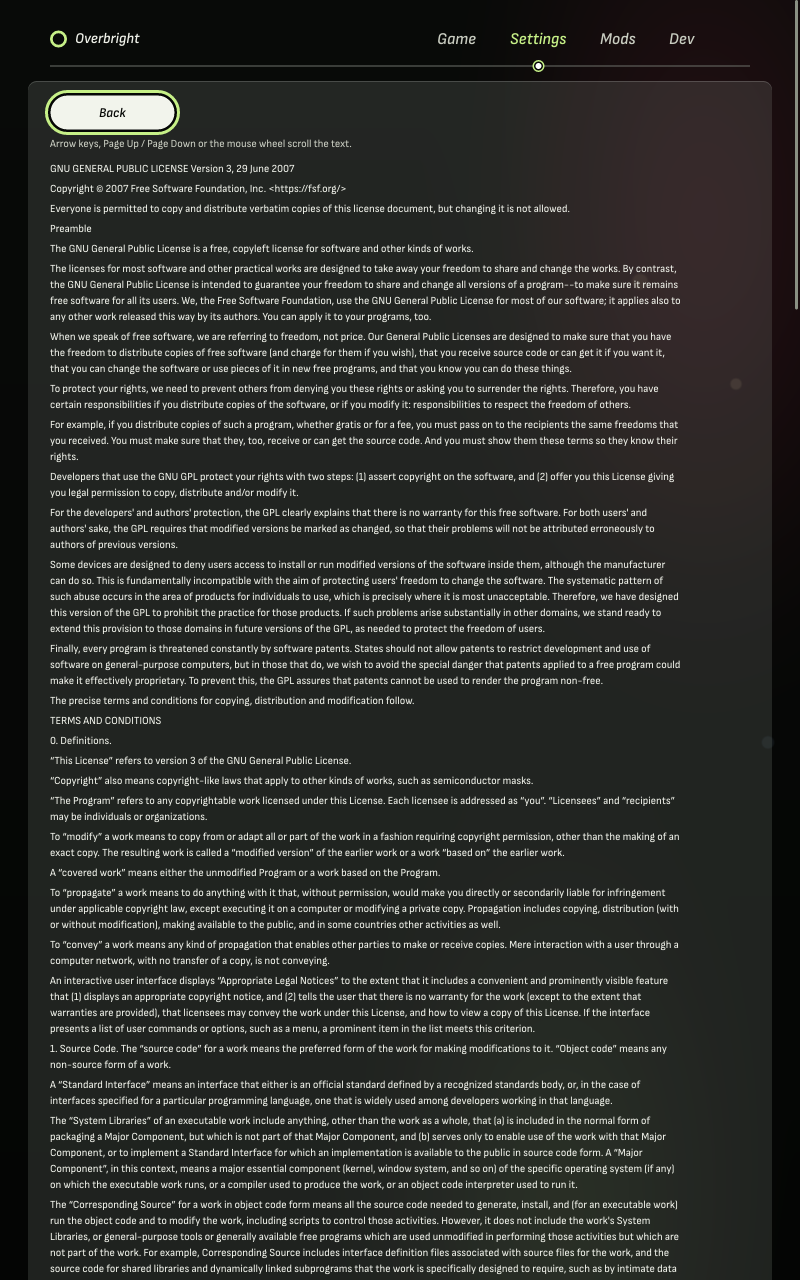 Overbright
Game Settings Mods Dev
Back
Arrow keys, Page Up / Page Down or the mouse wheel scroll the text.
GNU GENERAL PUBLIC LICENSE Version 3, 29 June 2007
Copyright © 2007 Free Software Foundation, Inc. <https://fsf.org/>
Everyone is permitted to copy and distribute verbatim copies of this license document, but changing it is not allowed.
Preamble
The GNU General Public License is a free, copyleft license for software and other kinds of works.
The licenses for most software and other practical works are designed to take away your freedom to share and change the works. By contrast,
the GNU General Public License is intended to guarantee your freedom to share and change all versions of a program--to make sure it remains
free software for all its users. We, the Free Software Foundation, use the GNU General Public License for most of our software; it applies also to
any other work released this way by its authors. You can apply it to your programs, too.
When we speak of free software, we are referring to freedom, not price. Our General Public Licenses are designed to make sure that you have
the freedom to distribute copies of free software (and charge for them if you wish), that you receive source code or can get it if you want it,
that you can change the software or use pieces of it in new free programs, and that you know you can do these things.
To protect your rights, we need to prevent others from denying you these rights or asking you to surrender the rights. Therefore, you have
certain responsibilities if you distribute copies of the software, or if you modify it: responsibilities to respect the freedom of others.
For example, if you distribute copies of such a program, whether gratis or for a fee, you must pass on to the recipients the same freedoms that
you received. You must make sure that they, too, receive or can get the source code. And you must show them these terms so they know their
rights.
Developers that use the GNU GPL protect your rights with two steps: (1) assert copyright on the software, and (2) offer you this License giving
you legal permission to copy, distribute and/or modify it.
For the developers' and authors' protection, the GPL clearly explains that there is no warranty for this free software. For both users' and
authors' sake, the GPL requires that modified versions be marked as changed, so that their problems will not be attributed erroneously to
authors of previous versions.
Some devices are designed to deny users access to install or run modified versions of the software inside them, although the manufacturer
can do so. This is fundamentally incompatible with the aim of protecting users' freedom to change the software. The systematic pattern of
such abuse occurs in the area of products for individuals to use, which is precisely where it is most unacceptable. Therefore, we have designed
this version of the GPL to prohibit the practice for those products. If such problems arise substantially in other domains, we stand ready to
extend this provision to those domains in future versions of the GPL, as needed to protect the freedom of users.
Finally, every program is threatened constantly by software patents. States should not allow patents to restrict development and use of
software on general-purpose computers, but in those that do, we wish to avoid the special danger that patents applied to a free program could
make it effectively proprietary. To prevent this, the GPL assures that patents cannot be used to render the program non-free.
The precise terms and conditions for copying, distribution and modification follow.
TERMS AND CONDITIONS
0. Definitions.
“This License” refers to version 3 of the GNU General Public License.
“Copyright” also means copyright-like laws that apply to other kinds of works, such as semiconductor masks.
“The Program” refers to any copyrightable work licensed under this License. Each licensee is addressed as “you”. “Licensees” and “recipients”
may be individuals or organizations.
To “modify” a work means to copy from or adapt all or part of the work in a fashion requiring copyright permission, other than the making of an
exact copy. The resulting work is called a “modified version” of the earlier work or a work “based on” the earlier work.
A “covered work” means either the unmodified Program or a work based on the Program.
To “propagate” a work means to do anything with it that, without permission, would make you directly or secondarily liable for infringement
under applicable copyright law, except executing it on a computer or modifying a private copy. Propagation includes copying, distribution (with
or without modification), making available to the public, and in some countries other activities as well.
To “convey” a work means any kind of propagation that enables other parties to make or receive copies. Mere interaction with a user through a
computer network, with no transfer of a copy, is not conveying.
An interactive user interface displays “Appropriate Legal Notices” to the extent that it includes a convenient and prominently visible feature
that (1) displays an appropriate copyright notice, and (2) tells the user that there is no warranty for the work (except to the extent that
warranties are provided), that licensees may convey the work under this License, and how to view a copy of this License. If the interface
presents a list of user commands or options, such as a menu, a prominent item in the list meets this criterion.
1. Source Code. The “source code” for a work means the preferred form of the work for making modifications to it. “Object code” means any
non-source form of a work.
A “Standard Interface” means an interface that either is an official standard defined by a recognized standards body, or, in the case of
interfaces specified for a particular programming language, one that is widely used among developers working in that language.
The “System Libraries” of an executable work include anything, other than the work as a whole, that (a) is included in the normal form of
packaging a Major Component, but which is not part of that Major Component, and (b) serves only to enable use of the work with that Major
Component, or to implement a Standard Interface for which an implementation is available to the public in source code form. A “Major
Component”, in this context, means a major essential component (kernel, window system, and so on) of the specific operating system (if any)
on which the executable work runs, or a compiler used to produce the work, or an object code interpreter used to run it.
The “Corresponding Source” for a work in object code form means all the source code needed to generate, install, and (for an executable work)
run the object code and to modify the work, including scripts to control those activities. However, it does not include the work's System
Libraries, or general-purpose tools or generally available free programs which are used unmodified in performing those activities but which are
not part of the work. For example, Corresponding Source includes interface definition files associated with source files for the work, and the
source code for shared libraries and dynamically linked subprograms that the work is specifically designed to require, such as by intimate data